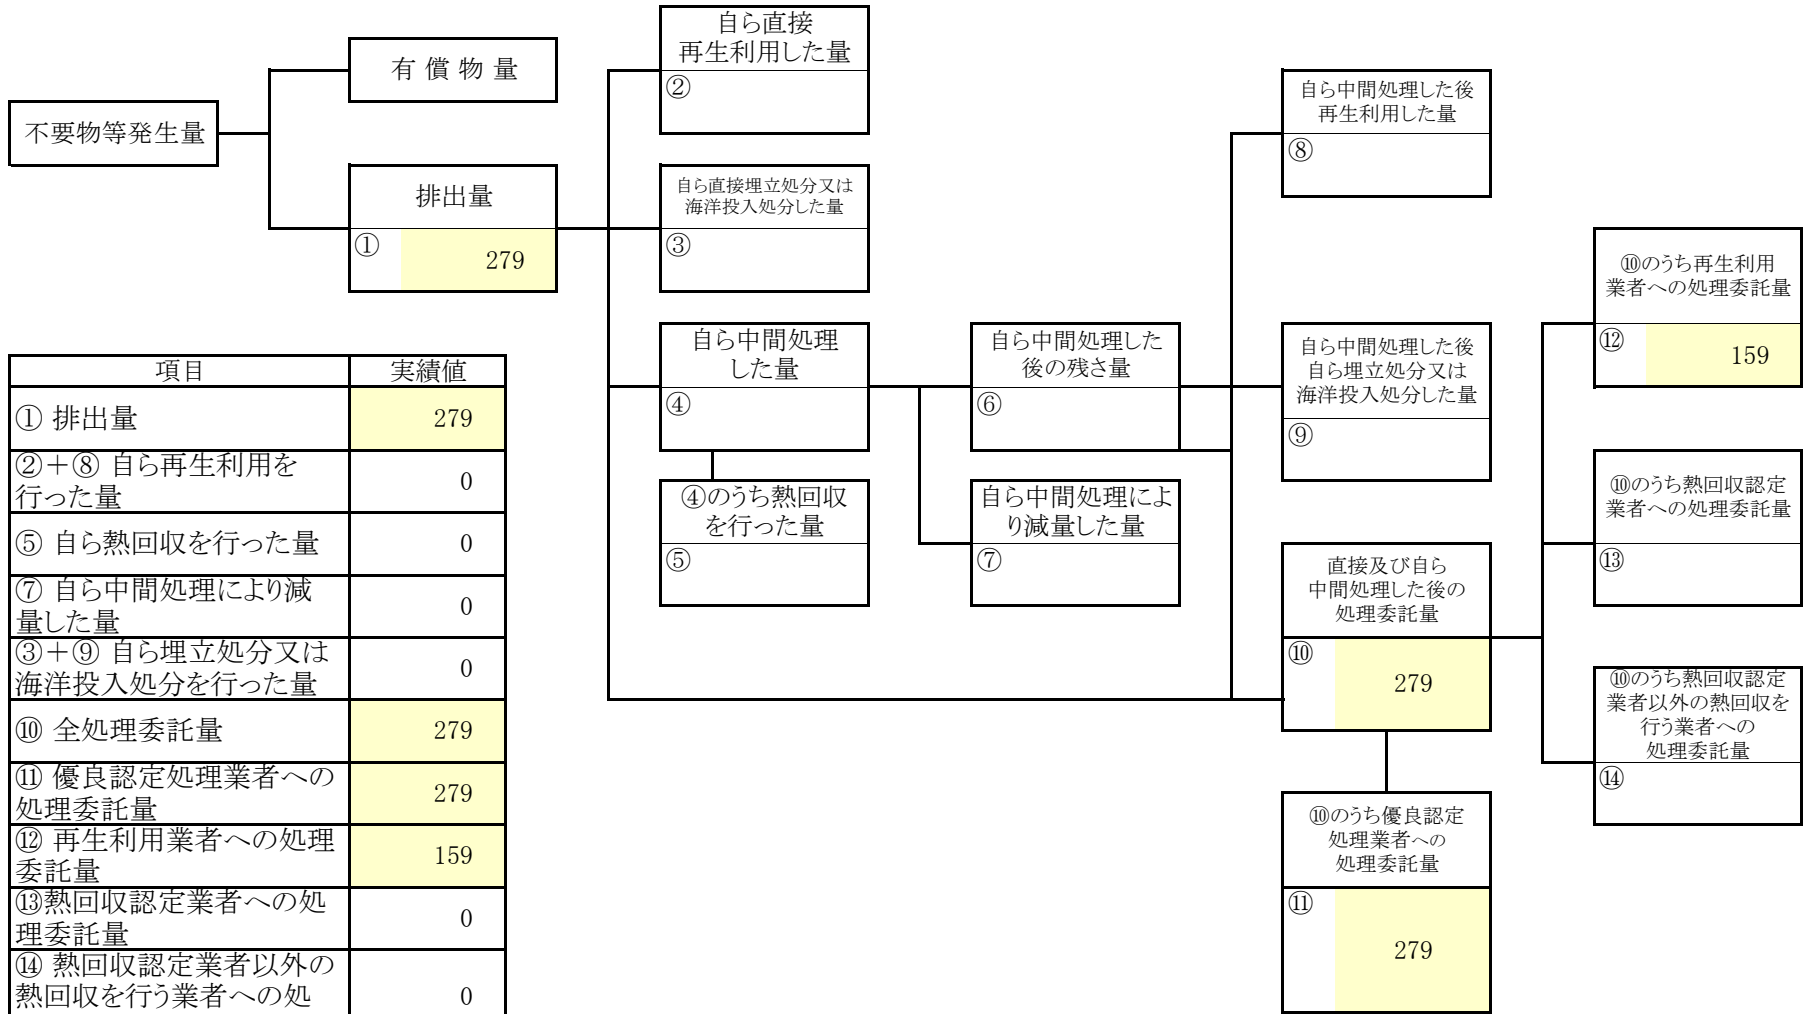 不要物等発生量
有 償 物 量
排出量
①
279
自ら直接
再生利用した量
②
自ら直接埋立処分又は
海洋投入処分した量
③
自ら中間処理
した量
④
④のうち熱回収
を行った量
⑤
自ら中間処理した
後の残さ量
⑥
自ら中間処理によ
り減量した量
⑦
自ら中間処理した後
再生利用した量
⑧
自ら中間処理した後
自ら埋立処分又は
海洋投入処分した量
⑨
直接及び自ら
中間処理した後の
処理委託量
⑩
279
⑩のうち優良認定
処理業者への
処理委託量
⑪
279
⑩のうち再生利用
業者への処理委託量
⑫
159
⑩のうち熱回収認定
業者への処理委託量
⑬
⑩のうち熱回収認定
業者以外の熱回収を
行う業者への
処理委託量
⑭
項目 実績値
① 排出量 279
②＋⑧ 自ら再生利用を
行った量 0
⑤ 自ら熱回収を行った量 0
⑦ 自ら中間処理により減
量した量 0
③＋⑨ 自ら埋立処分又は
海洋投入処分を行った量 0
⑩ 全処理委託量 279
⑪ 優良認定処理業者への
処理委託量 279
⑫ 再生利用業者への処理
委託量 159
⑬熱回収認定業者への処
理委託量 0
⑭ 熱回収認定業者以外の
熱回収を行う業者への処 0